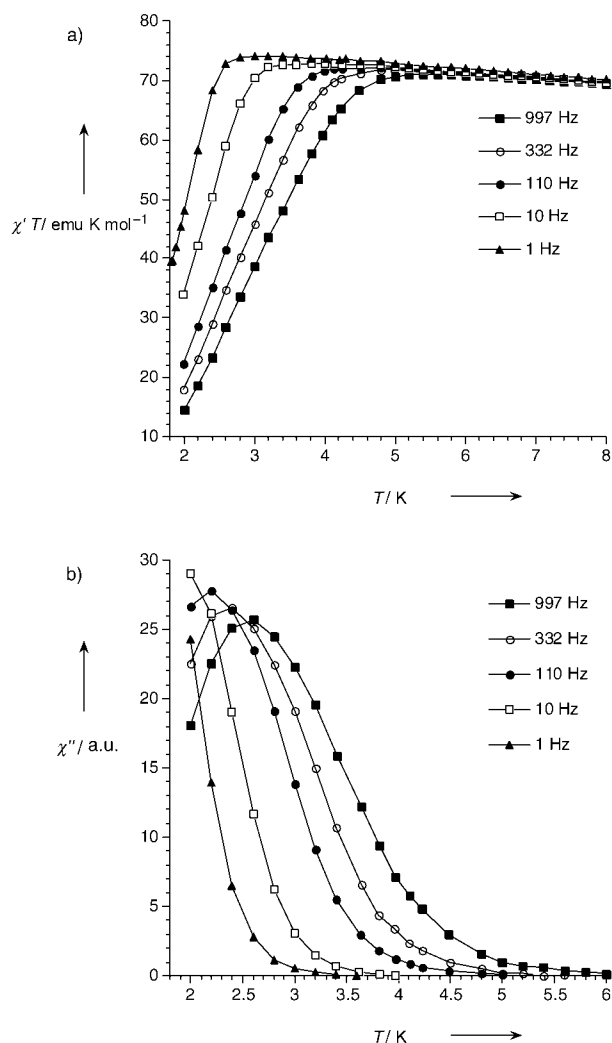 a)
80
70
60
50
40
30
20
10
χ′ T/ emu K mol⁻¹
997 Hz
332 Hz
110 Hz
10 Hz
1 Hz
2 3 4 5 6 7 8
T/ K
b)
30
25
20
15
10
5
0
χ″/ a.u.
997 Hz
332 Hz
110 Hz
10 Hz
1 Hz
2 2.5 3 3.5 4 4.5 5 5.5 6
T/ K